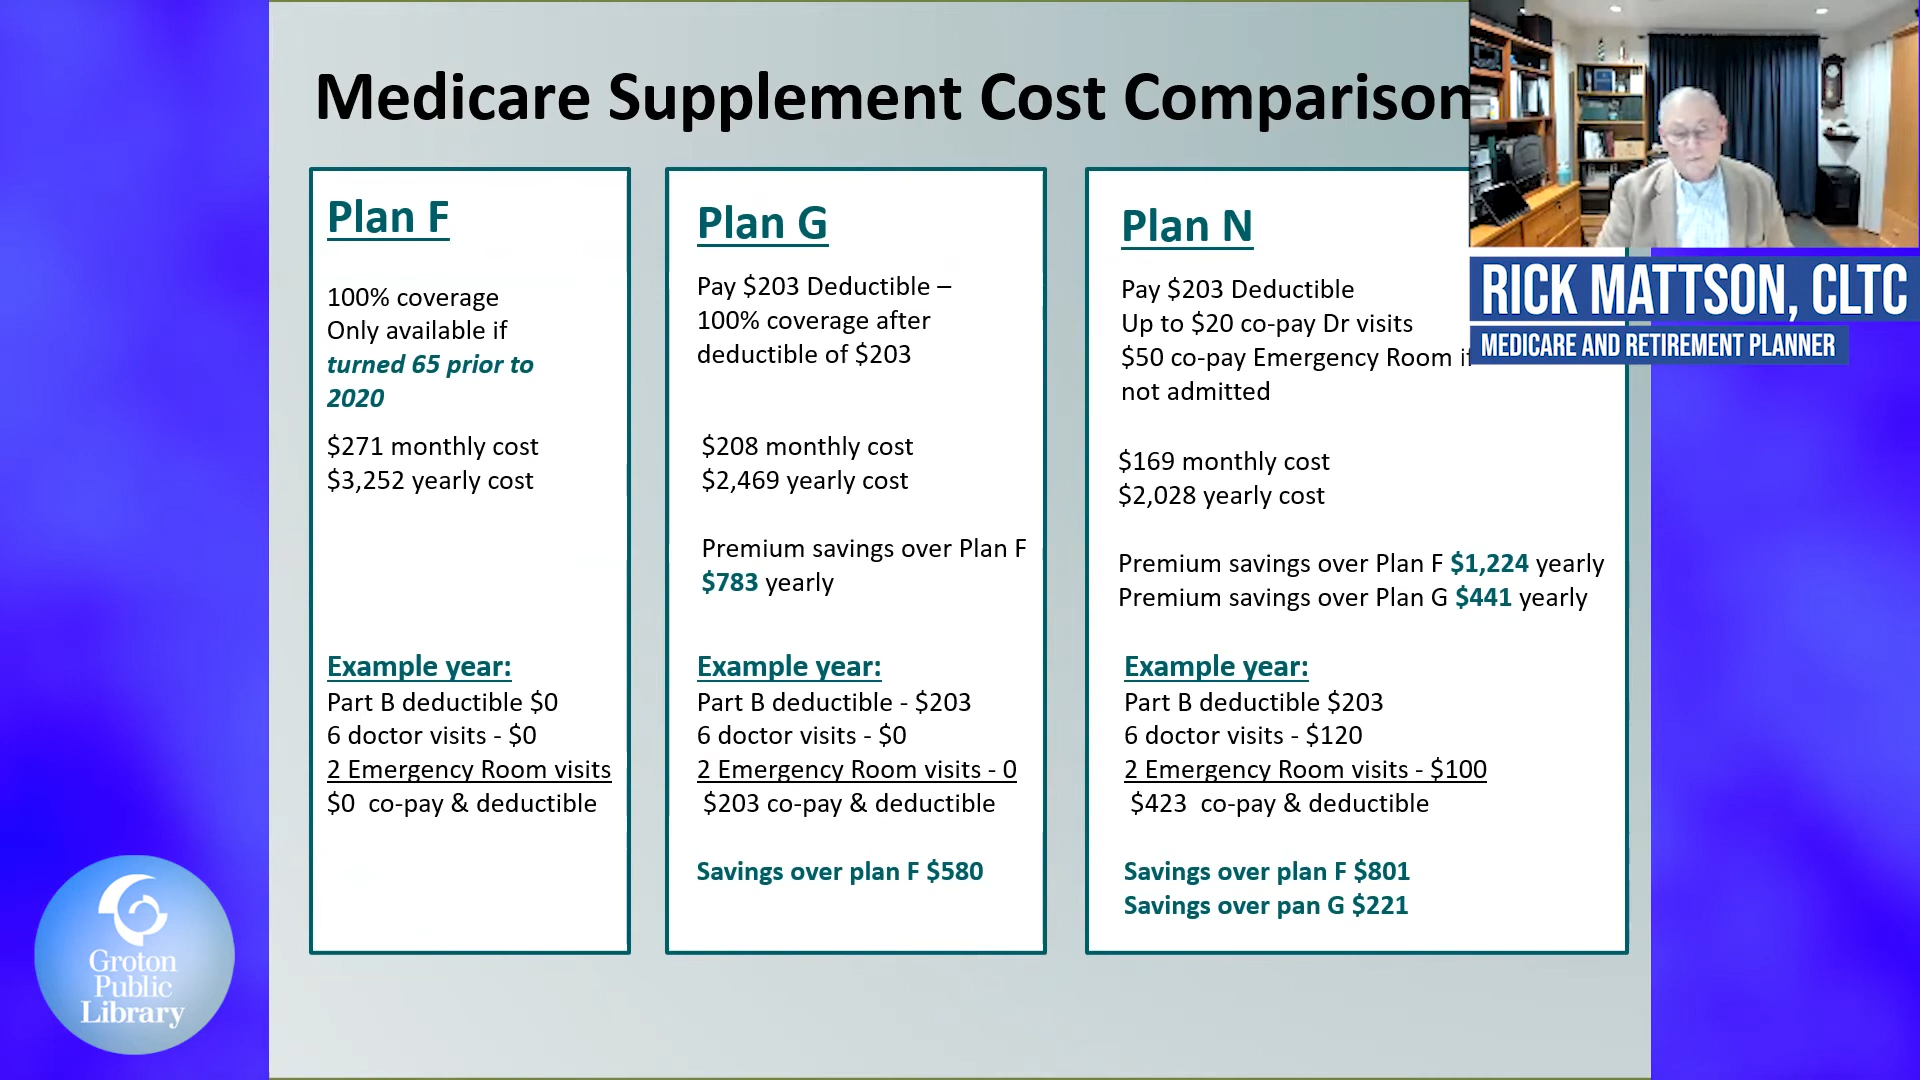 Medicare Supplement Cost Comparison
Plan F
100% coverage
Only available if
turned 65 prior to
2020
$271 monthly cost
$3,252 yearly cost
Example year:
Part B deductible $0
6 doctor visits - $0
2 Emergency Room visits
$0 co-pay & deductible
Plan G
Pay $203 Deductible –
100% coverage after
deductible of $203
$208 monthly cost
$2,469 yearly cost
Premium savings over Plan F
$783 yearly
Example year:
Part B deductible - $203
6 doctor visits - $0
2 Emergency Room visits - 0
$203 co-pay & deductible
Savings over plan F $580
Plan N
Pay $203 Deductible
Up to $20 co-pay Dr visits
$50 co-pay Emergency Room if
not admitted
$169 monthly cost
$2,028 yearly cost
Premium savings over Plan F $1,224 yearly
Premium savings over Plan G $441 yearly
Example year:
Part B deductible $203
6 doctor visits - $120
2 Emergency Room visits - $100
$423 co-pay & deductible
Savings over plan F $801
Savings over pan G $221
RICK MATTSON, CLTC
MEDICARE AND RETIREMENT PLANNER
Groton
Public
Library